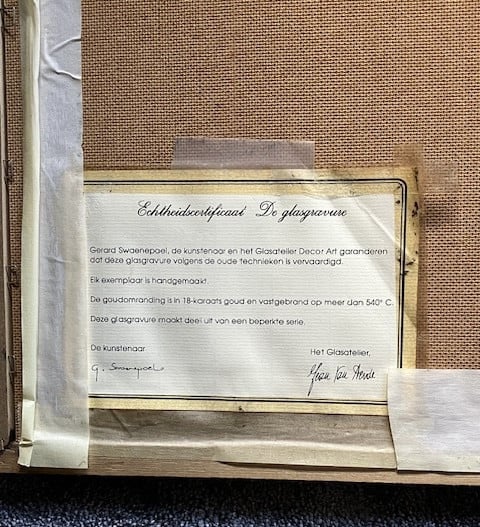 Echtheidscertificaat De glasgravure
Gerard Swaenepoel, de kunstenaar en het Glasatelier Decor Art garanderen
dat deze glasgravure volgens de oude technieken is vervaardigd.
Elk exemplaar is handgemaakt.
De goudomranding is in 18-karaats goud en vastgebrand op meer dan 540° C.
Deze glasgravure maakt deel uit van een beperkte serie.
De kunstenaar
Het Glasatelier,
G. Swaenepoel
Van